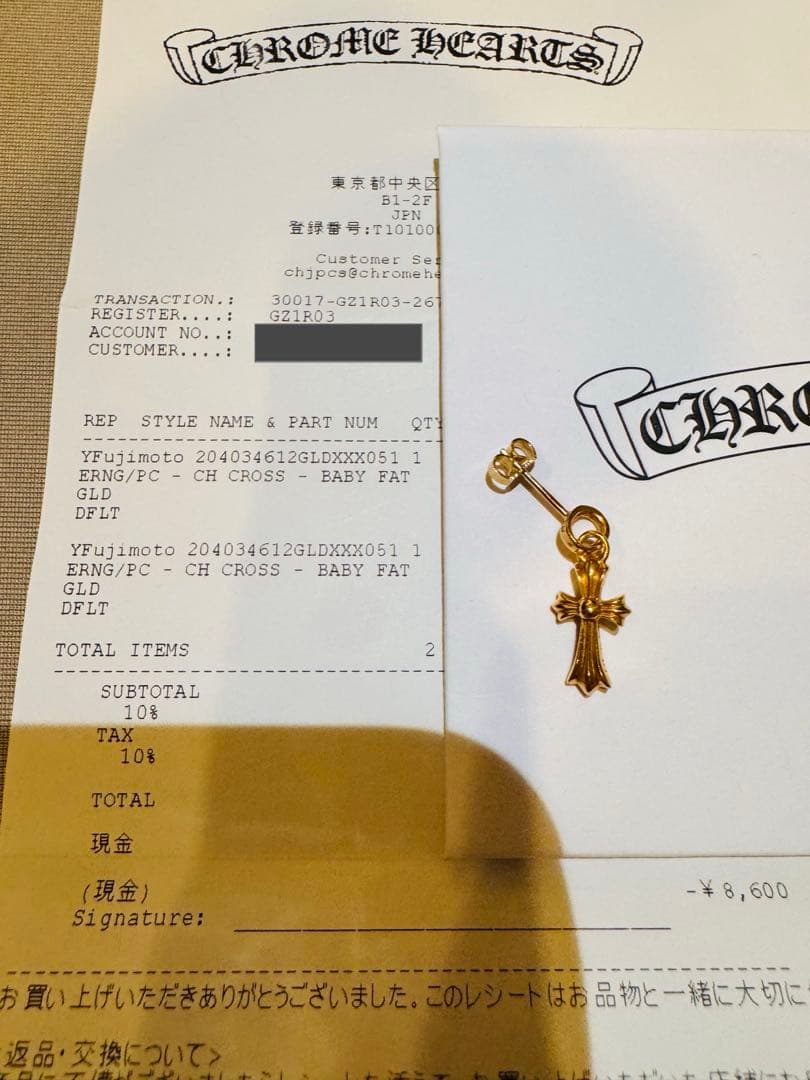 CHROME HEARTS
東京都中央区
B1-2F
JPN
登録番号:T10100
Customer Ser
chjpcs@chromehe
TRANSACTION.: 30017-GZ1R03-267
REGISTER....: GZ1R03
ACCOUNT NO..:
CUSTOMER....:
REP STYLE NAME & PART NUM QTY
YFujimoto 204034612GLDXXX051 1
ERNG/PC - CH CROSS - BABY FAT
GLD
DFLT
YFujimoto 204034612GLDXXX051 1
ERNG/PC - CH CROSS - BABY FAT
GLD
DFLT
TOTAL ITEMS 2
SUBTOTAL
10%
TAX
10%
TOTAL
現金
(現金) -¥8,600
Signature:
お買い上げいただきありがとうございました。このレシートはお品物と一緒に大切に
返品・交換について>
CHRO